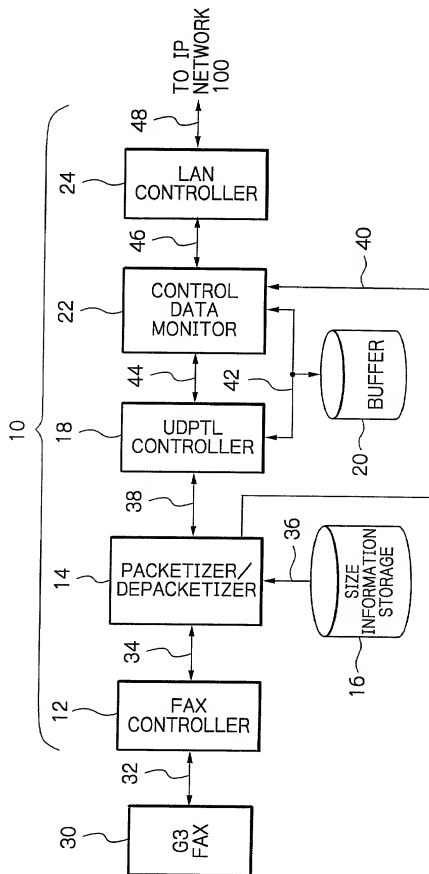 10
30
G3
FAX
32
12
FAX
CONTROLLER
34
14
PACKETIZER/
DEPACKETIZER
38
18
UDPTL
CONTROLLER
44
22
CONTROL
DATA
MONITOR
46
24
LAN
CONTROLLER
48
TO IP
NETWORK
100
16
SIZE
INFORMATION
STORAGE
36
42
20
BUFFER
40